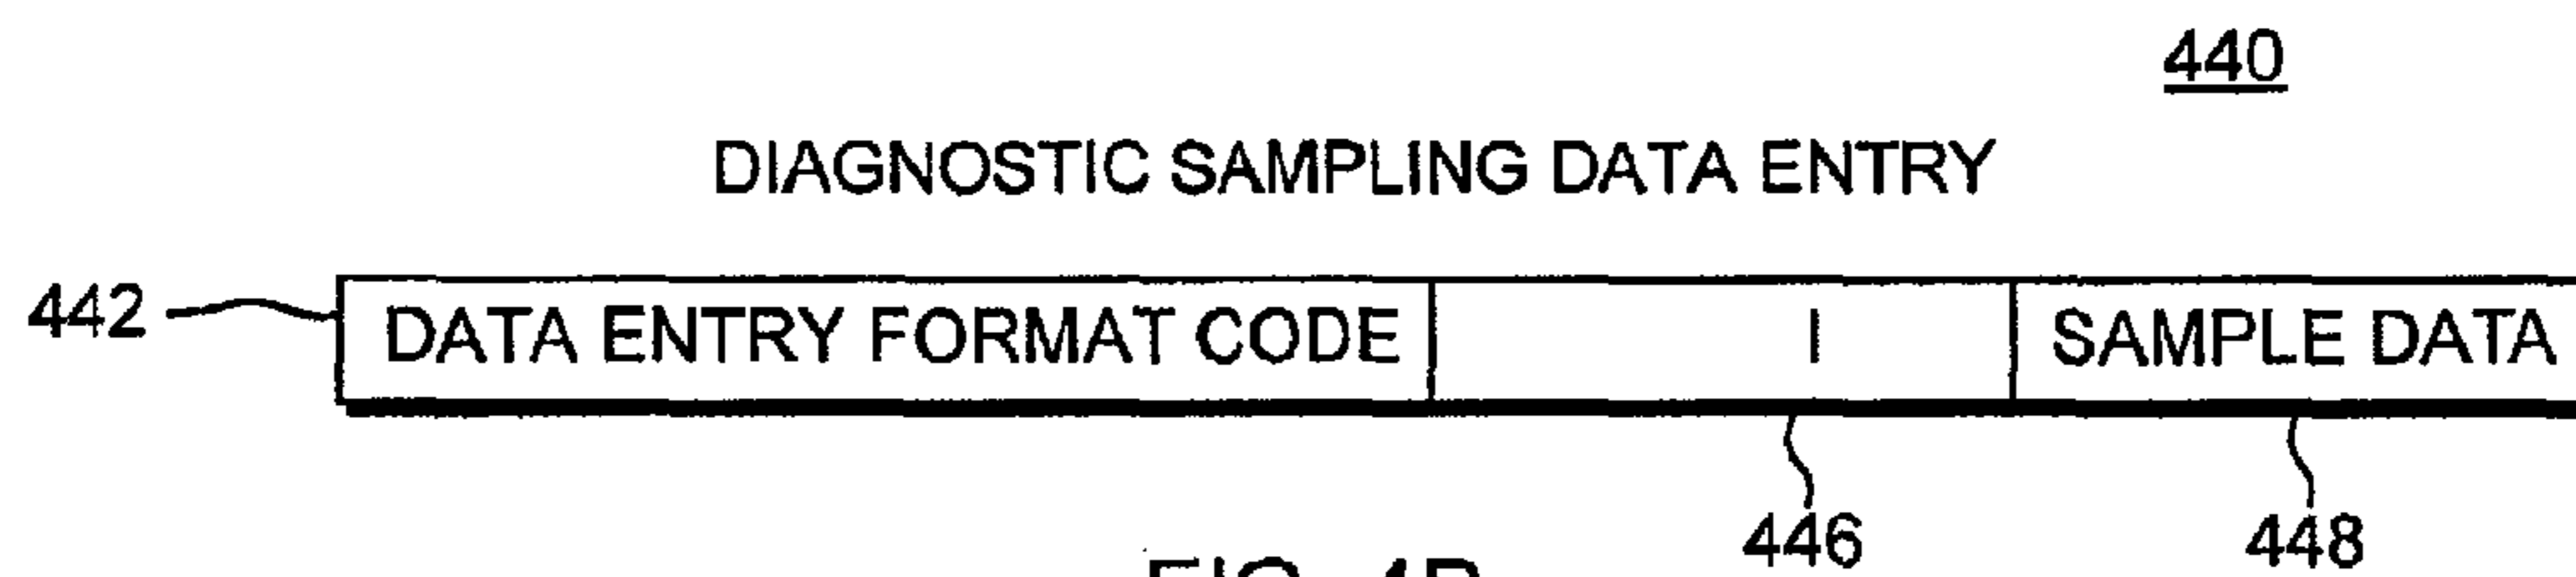 440
DIAGNOSTIC SAMPLING DATA ENTRY
442 DATA ENTRY FORMAT CODE I SAMPLE DATA
446 448